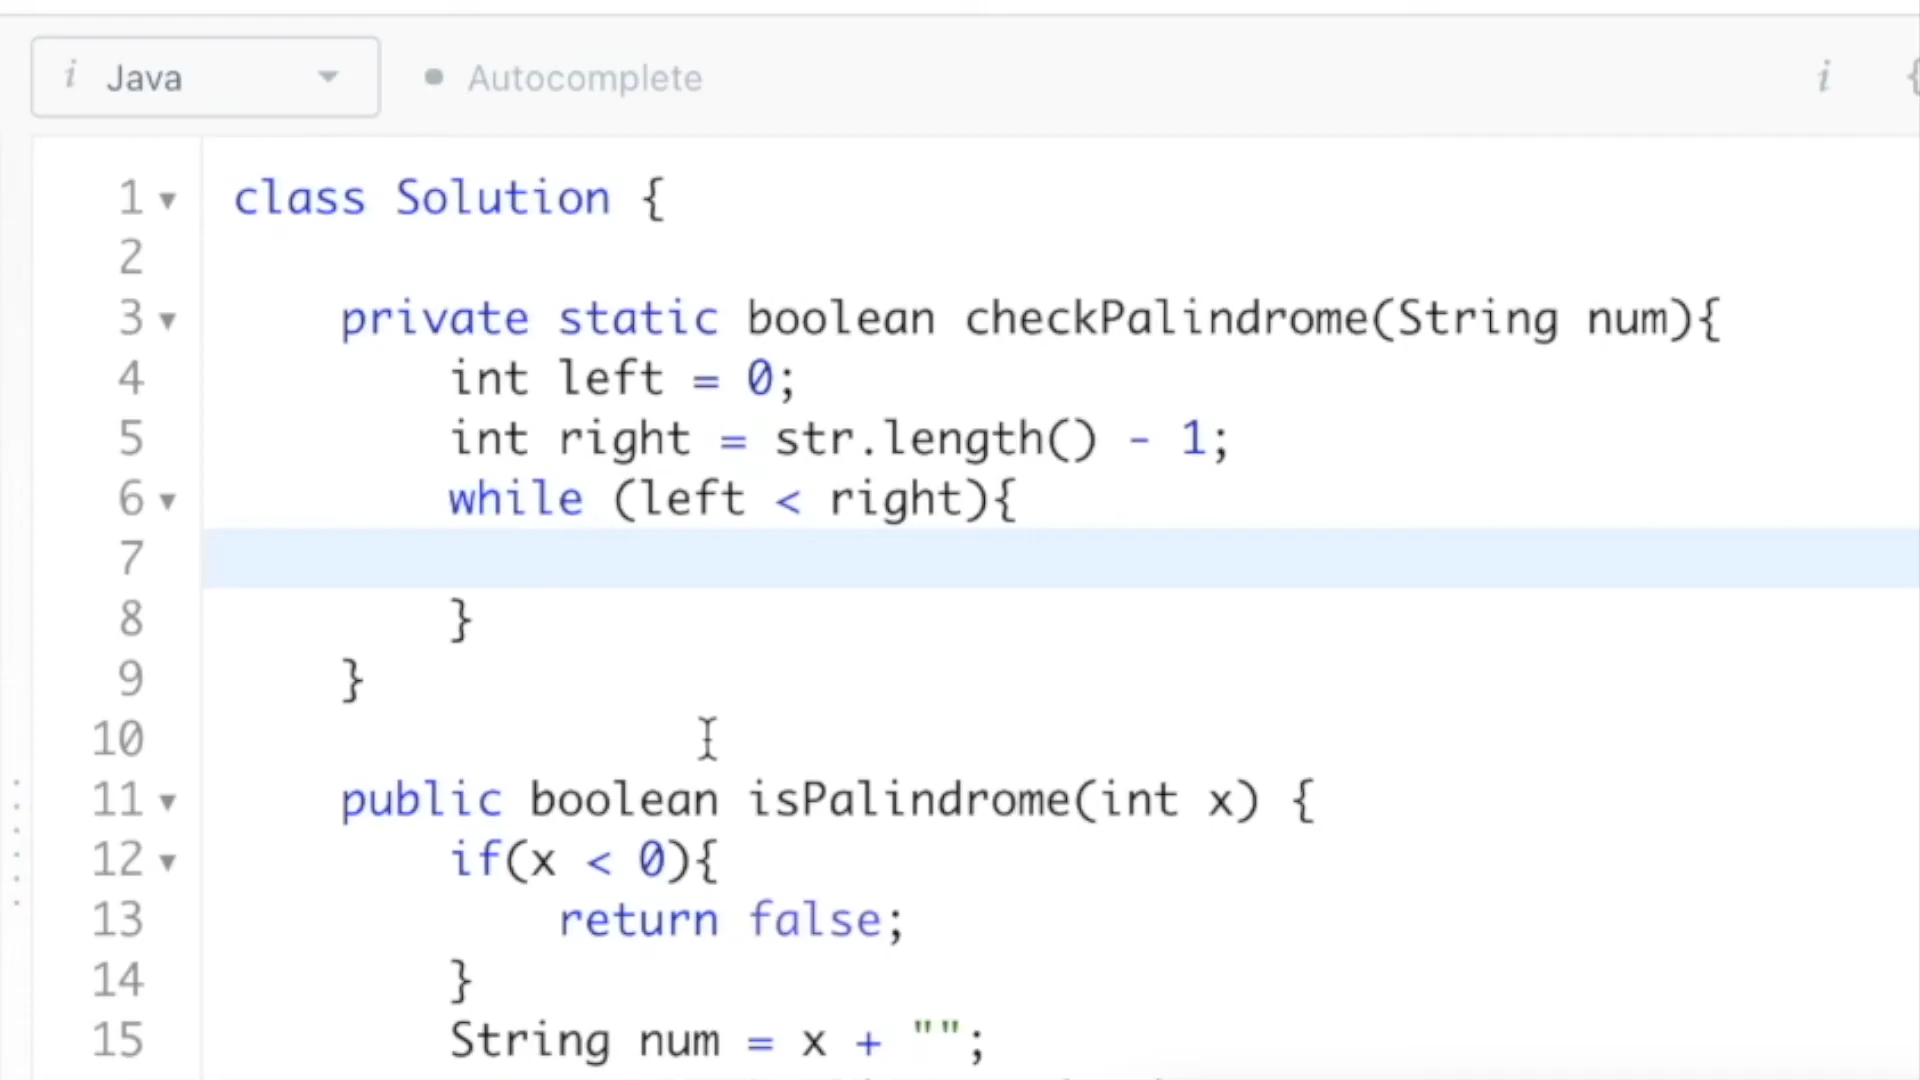 i Java Autocomplete i {
1 class Solution {
2
3 private static boolean checkPalindrome(String num){
4 int left = 0;
5 int right = str.length() - 1;
6 while (left < right){
7
8 }
9 }
10
11 public boolean isPalindrome(int x) {
12 if(x < 0){
13 return false;
14 }
15 String num = x + "";